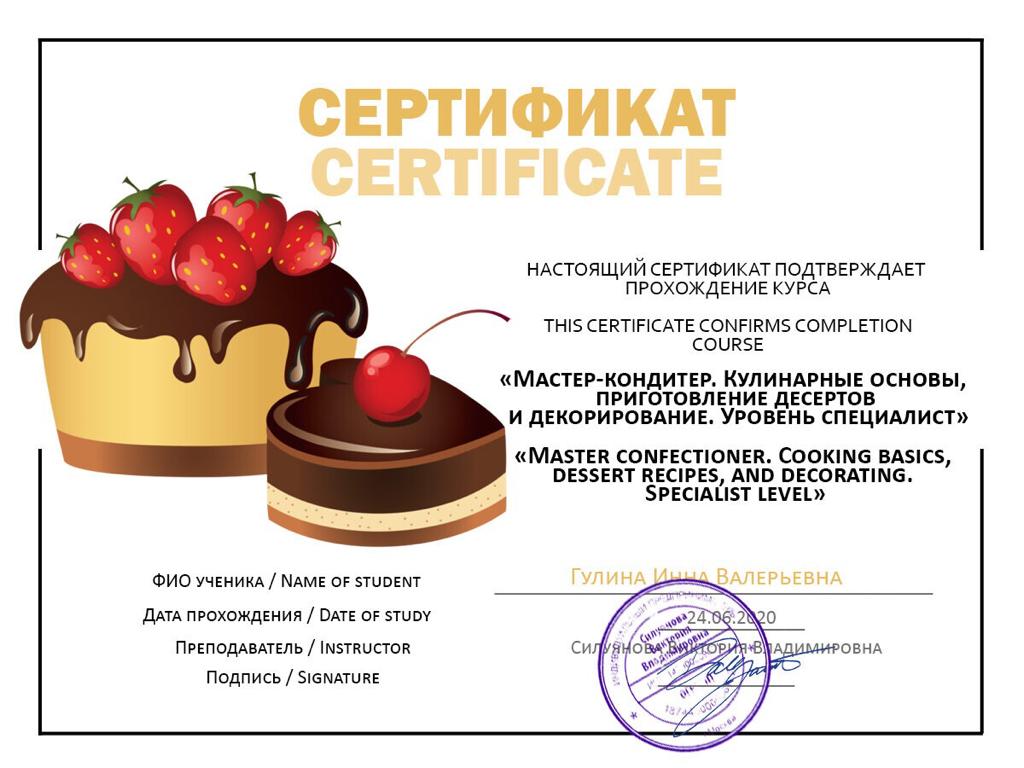 СЕРТИФИКАТ
CERTIFICATE
НАСТОЯЩИЙ СЕРТИФИКАТ ПОДТВЕРЖДАЕТ
ПРОХОЖДЕНИЕ КУРСА
THIS CERTIFICATE CONFIRMS COMPLETION
COURSE
«Мастер-кондитер. Кулинарные основы,
приготовление десертов
и декорирование. Уровень специалист»
«Master confectioner. Cooking basics,
dessert recipes, and decorating.
Specialist level»
ФИО ученика / Name of student
Гулина Инна Валерьевна
Дата прохождения / Date of study
24.06.2020
Преподаватель / Instructor
Силуянова Виктория Владимировна
Подпись / Signature
Силуянова
Виктория
Владимировна
Москва